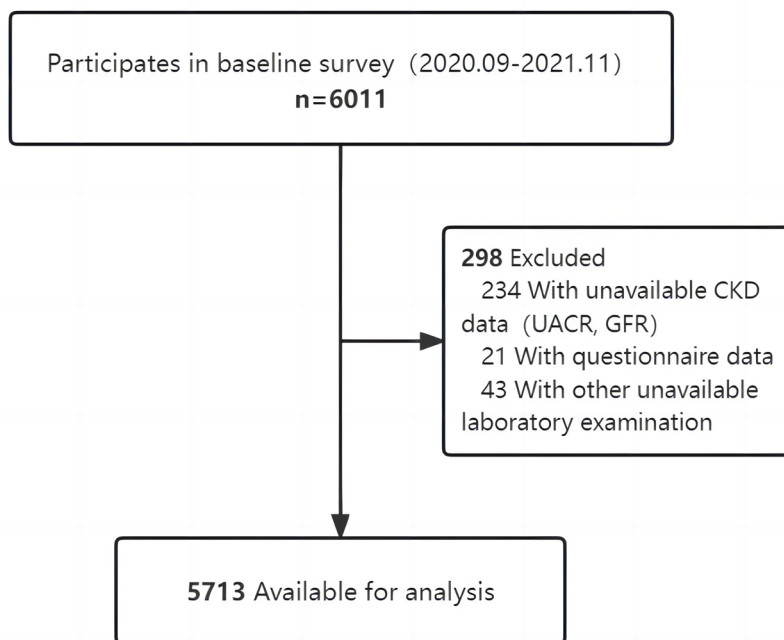 Participates in baseline survey（2020.09-2021.11）
n=6011
298 Excluded
234 With unavailable CKD
data（UACR, GFR）
21 With questionnaire data
43 With other unavailable
laboratory examination
5713 Available for analysis